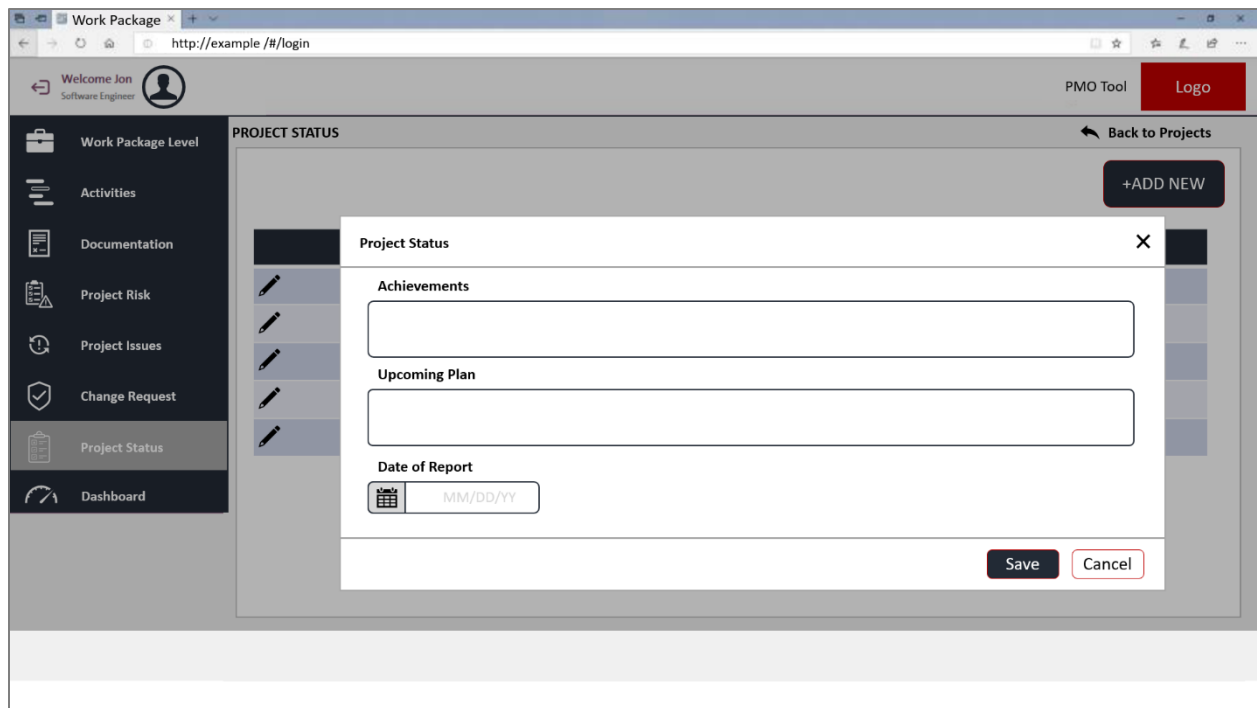 Work Package
http://example /#/login
Welcome Jon
Software Engineer
PMO Tool
Logo
Work Package Level
PROJECT STATUS
Back to Projects
Activities
+ADD NEW
Documentation
Project Status
Project Risk
Achievements
Project Issues
Upcoming Plan
Change Request
Project Status
Date of Report
Dashboard
MM/DD/YY
Save
Cancel